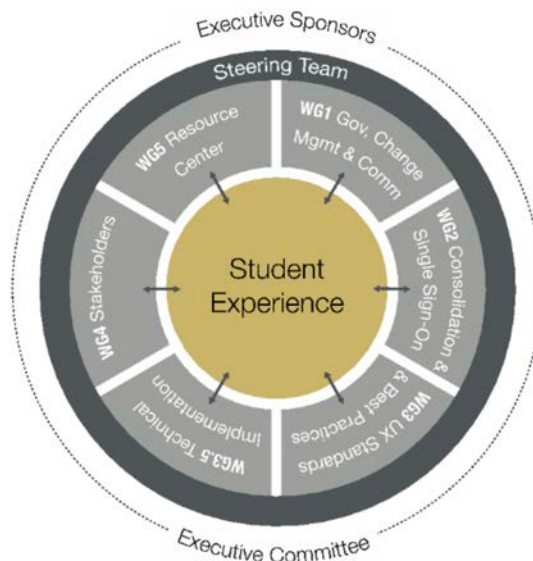 Executive Sponsors
Steering Team
WG1 Gov. Change
Mgmt & Comm
WG2 Consolidation &
Single Sign-On
WG3 UX Standards
& Best Practices
WG3.5 Technical
Implementation
WG4 Stakeholders
WG5 Resource
Center
Student
Experience
Executive Committee